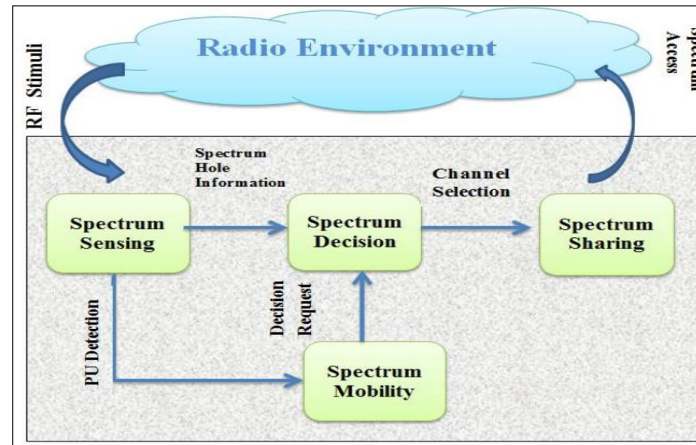 Radio Environment
RF Stimuli
Spectrum
Access
Spectrum
Hole
Information
Channel
Selection
Spectrum
Sensing
Spectrum
Decision
Spectrum
Sharing
PU Detection
Decision
Request
Spectrum
Mobility